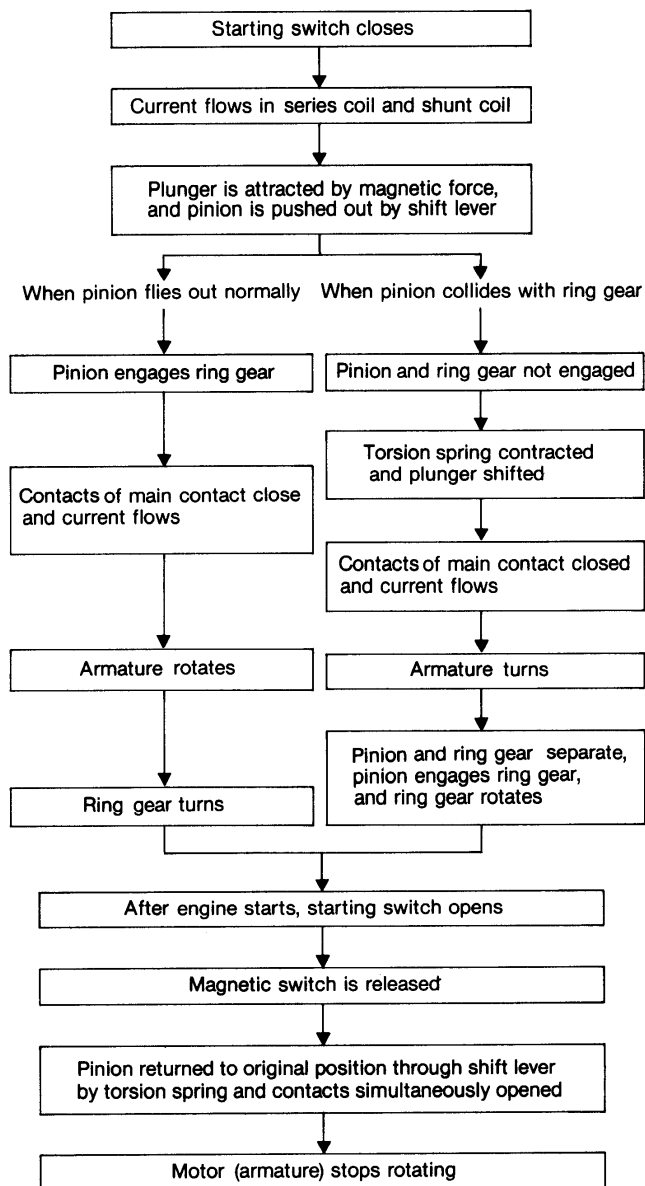 Starting switch closes
Current flows in series coil and shunt coil
Plunger is attracted by magnetic force,
and pinion is pushed out by shift lever
When pinion flies out normally
Pinion engages ring gear
Contacts of main contact close
and current flows
Armature rotates
Ring gear turns
When pinion collides with ring gear
Pinion and ring gear not engaged
Torsion spring contracted
and plunger shifted
Contacts of main contact closed
and current flows
Armature turns
Pinion and ring gear separate,
pinion engages ring gear,
and ring gear rotates
After engine starts, starting switch opens
Magnetic switch is released
Pinion returned to original position through shift lever
by torsion spring and contacts simultaneously opened
Motor (armature) stops rotating